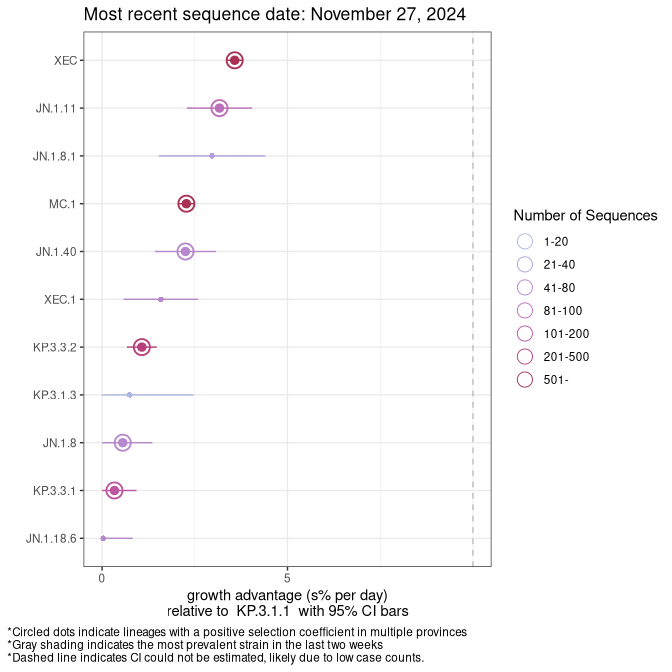 Most recent sequence date: November 27, 2024
XEC
JN.1.11
JN.1.8.1
MC.1
JN.1.40
XEC.1
KP.3.3.2
KP.3.1.3
JN.1.8
KP.3.3.1
JN.1.18.6
0 5
growth advantage (s% per day)
relative to KP.3.1.1 with 95% CI bars
Number of Sequences
1-20
21-40
41-80
81-100
101-200
201-500
501-
*Circled dots indicate lineages with a positive selection coefficient in multiple provinces
*Gray shading indicates the most prevalent strain in the last two weeks
*Dashed line indicates CI could not be estimated, likely due to low case counts.